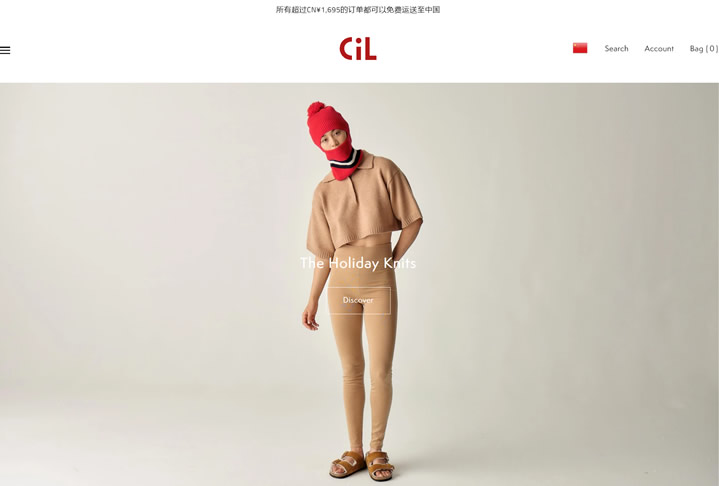 所有超过CN¥1,695的订单都可以免费运送至中国
CiL
Search Account Bag ( 0 )
The Holiday Knits
Discover